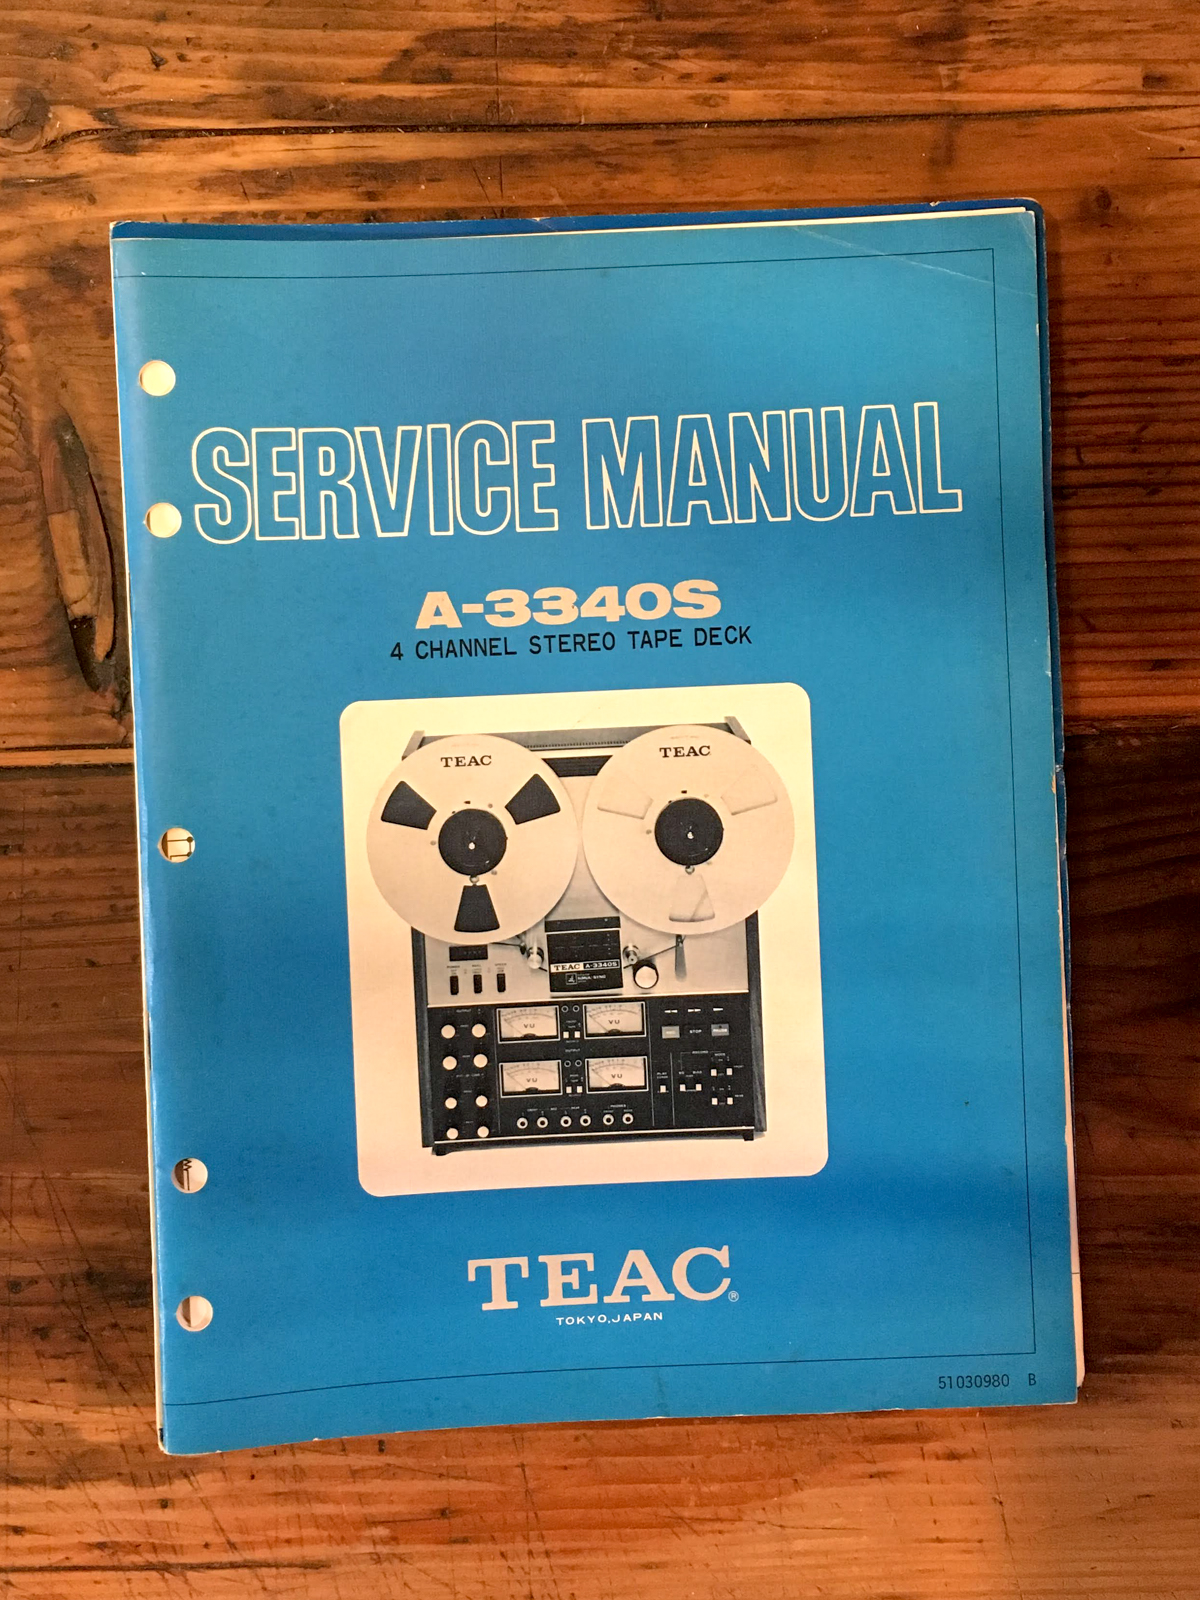 SERVICE MANUAL
A-3340S
4 CHANNEL STEREO TAPE DECK
TEAC
TEAC
TEAC A-3340S
VU
VU
VU
VU
STOP
TEAC®
TOKYO, JAPAN
51030980 B